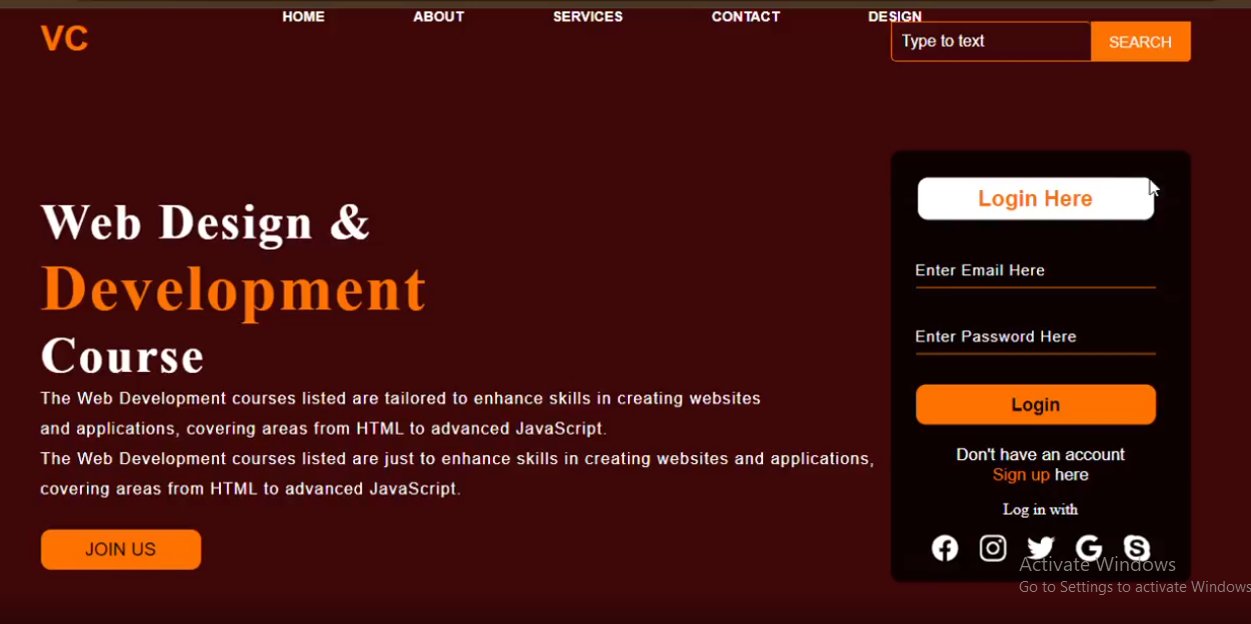 HOME ABOUT SERVICES CONTACT DESIGN
VC
Type to text SEARCH
Web Design &
Development
Course
The Web Development courses listed are tailored to enhance skills in creating websites
and applications, covering areas from HTML to advanced JavaScript.
The Web Development courses listed are just to enhance skills in creating websites and applications,
covering areas from HTML to advanced JavaScript.
JOIN US
Login Here
Enter Email Here
Enter Password Here
Login
Don't have an account
Sign up here
Log in with
Activate Windows
Go to Settings to activate Windows